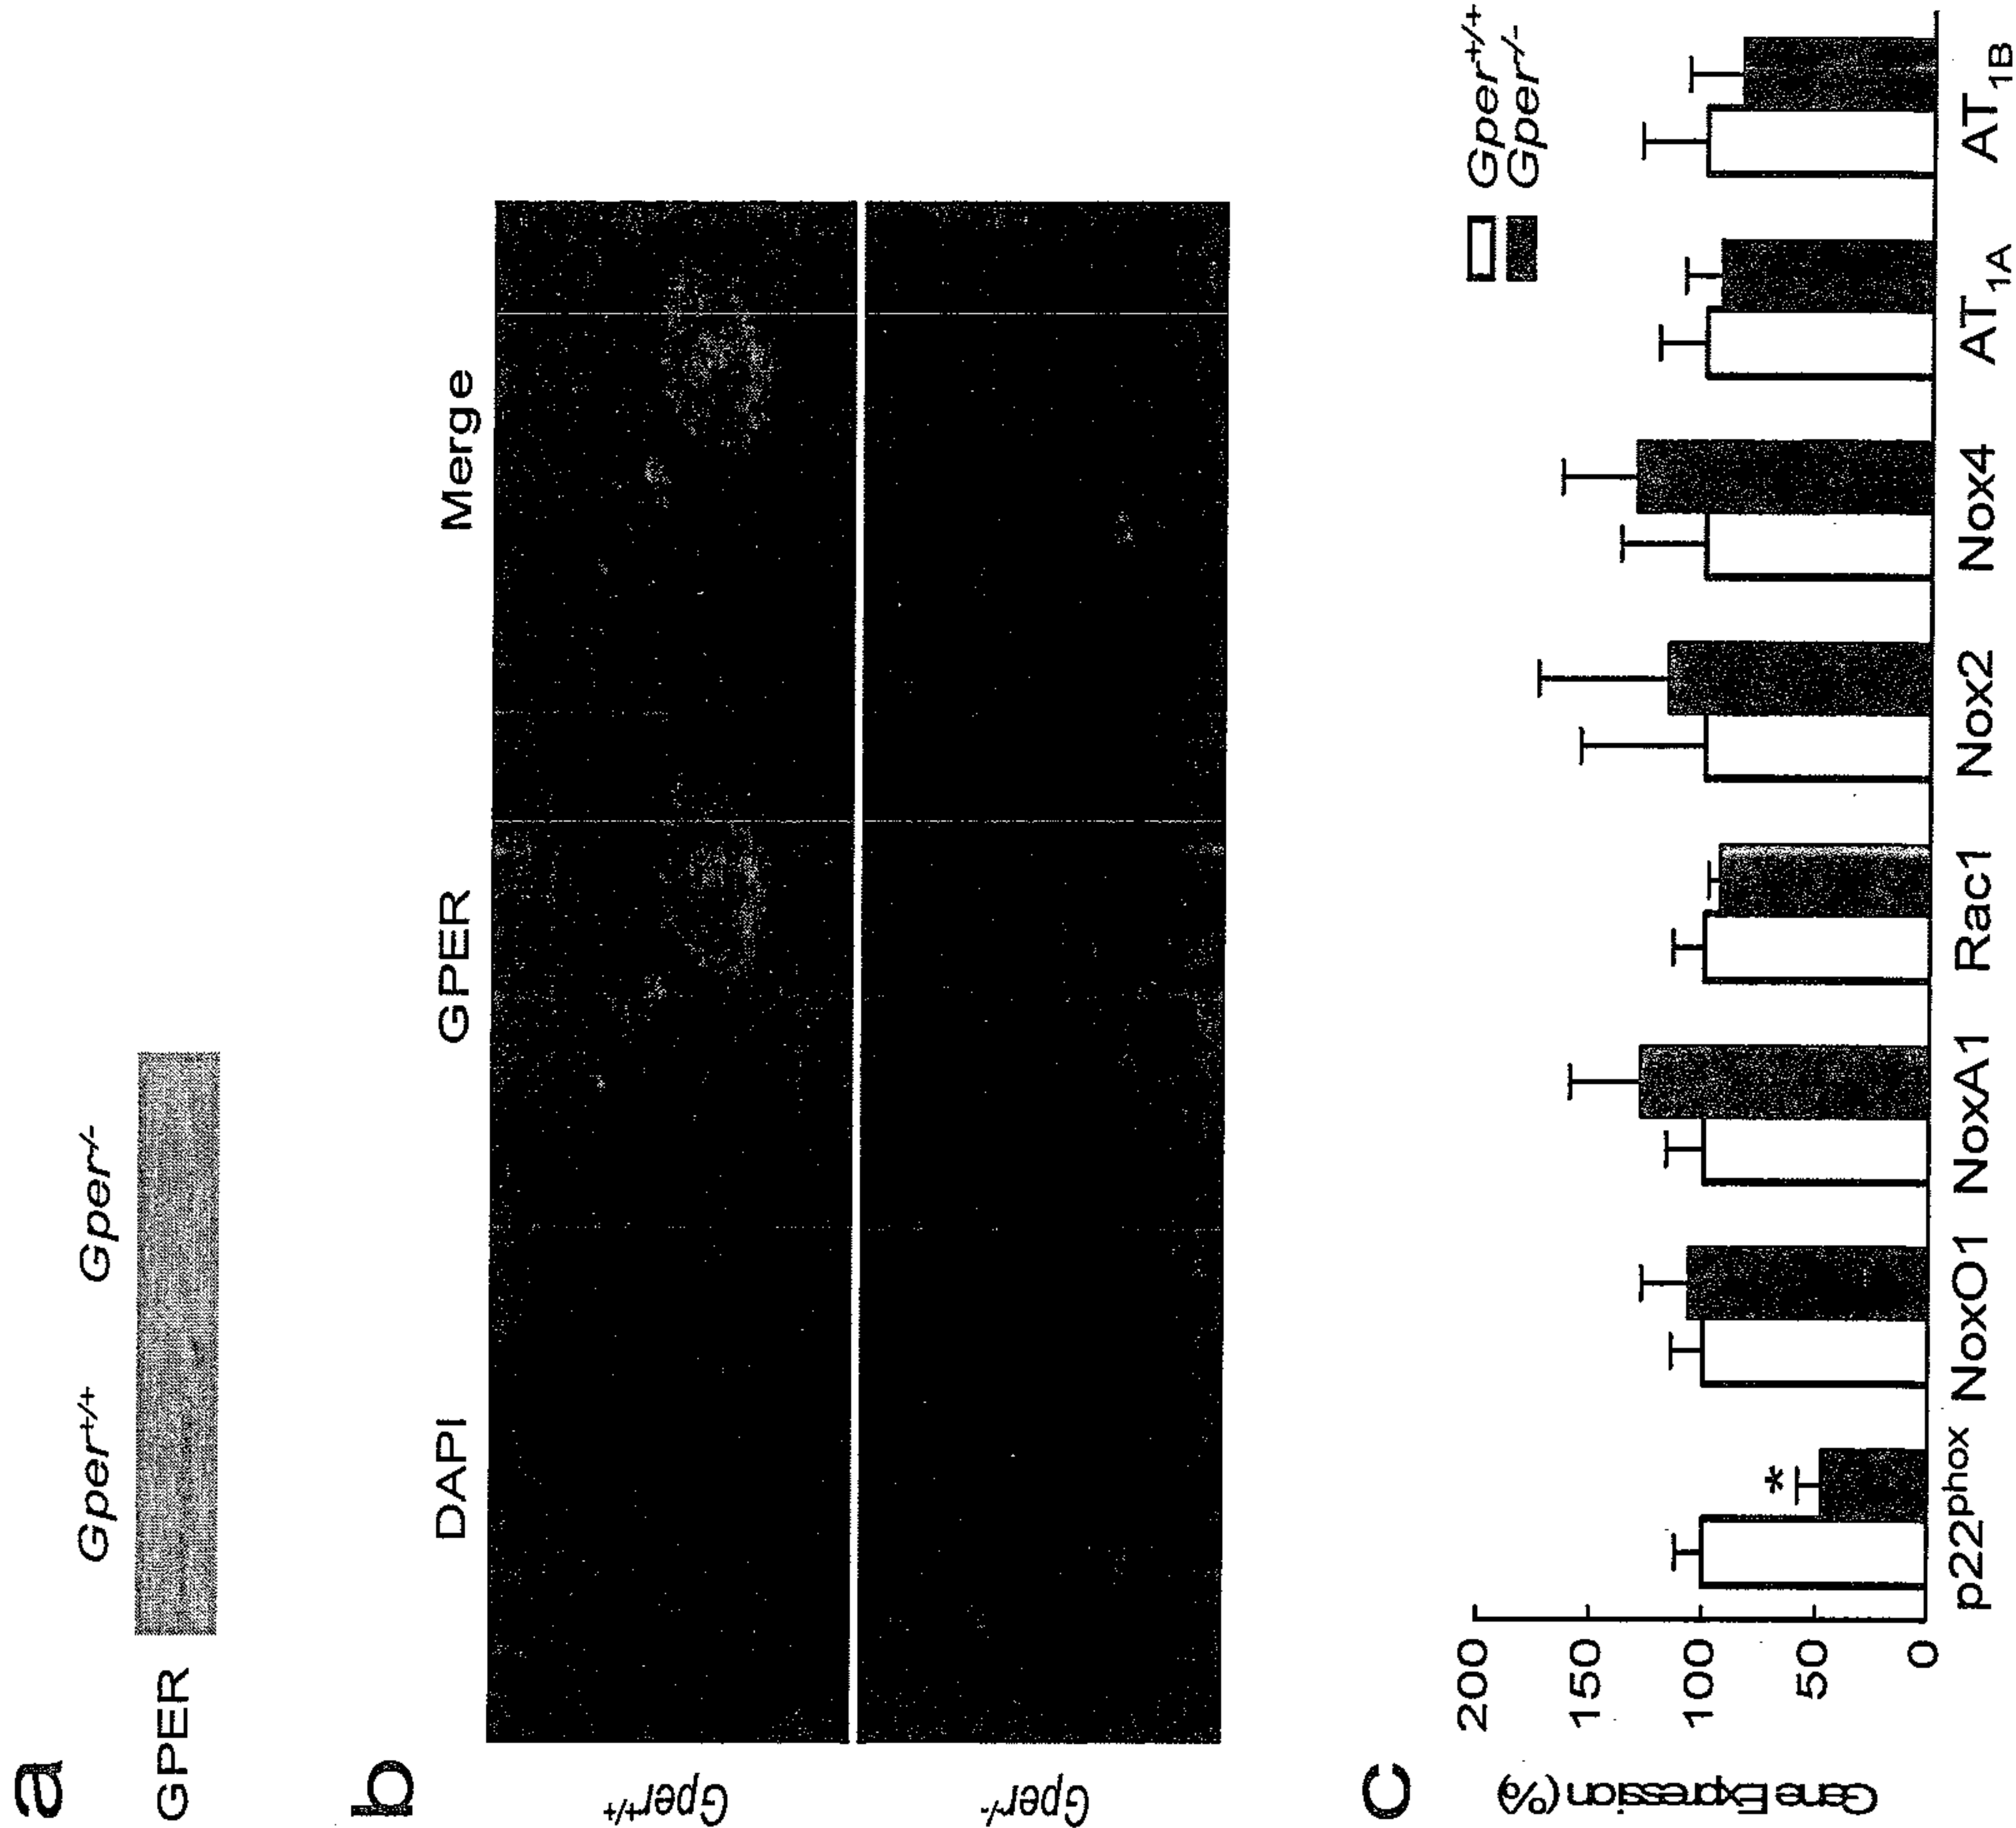 a
Gper+/+ Gper-/-
GPER
b
DAPI GPER Merge
Gper+/+
Gper-/-
c
Gper+/+
Gper-/-
Gene Expression (%)
200
150
100
50
0
p22phox NoxO1 NoxA1 Rac1 Nox2 Nox4 AT1A AT1B
*